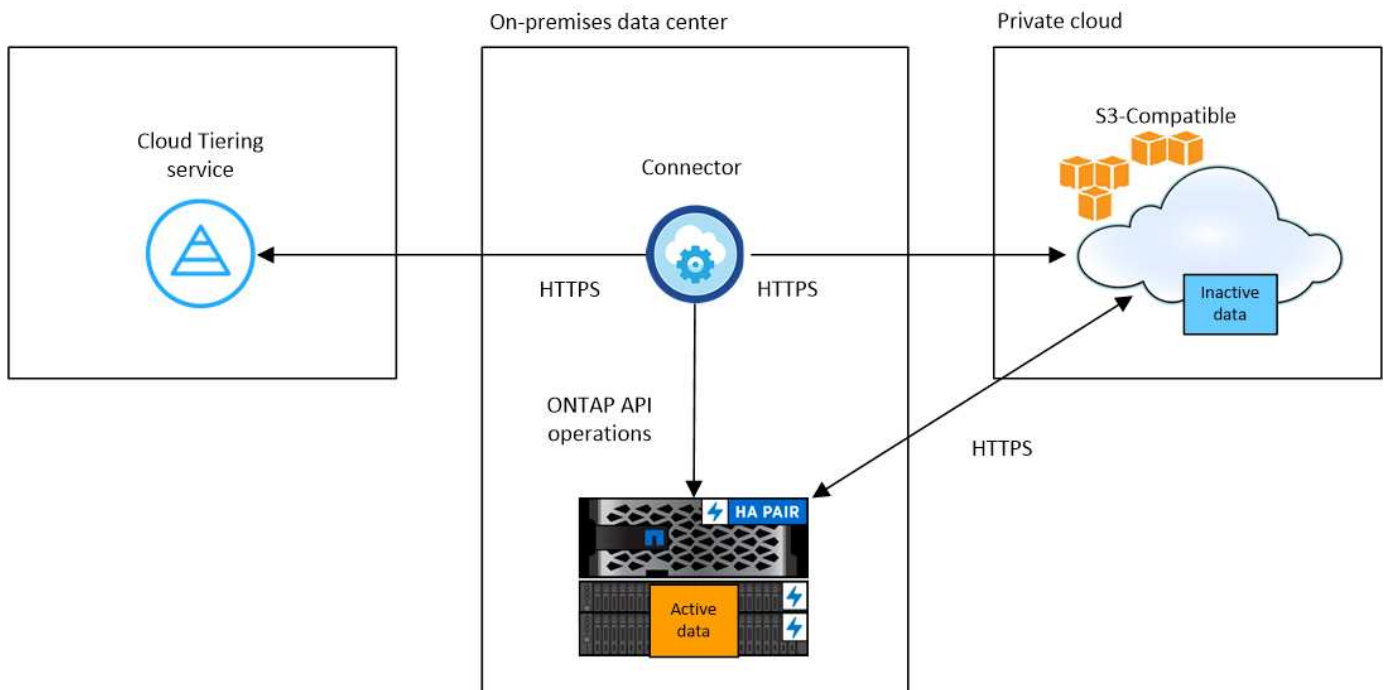 On-premises data center
Private cloud
Cloud Tiering
service
Connector
S3-Compatible
HTTPS
HTTPS
Inactive
data
ONTAP API
operations
HTTPS
HA PAIR
Active
data